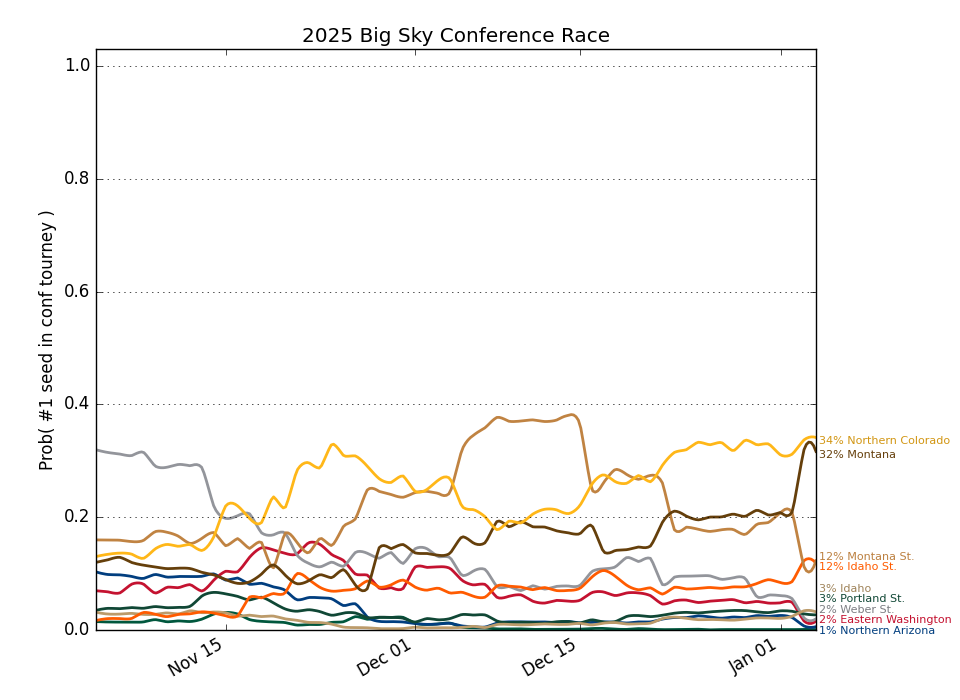 2025 Big Sky Conference Race
Prob( #1 seed in conf tourney )
1.0
0.8
0.6
0.4
0.2
0.0
Nov 15
Dec 01
Dec 15
Jan 01
34% Northern Colorado
32% Montana
12% Montana St.
12% Idaho St.
3% Idaho
3% Portland St.
2% Weber St.
2% Eastern Washington
1% Northern Arizona